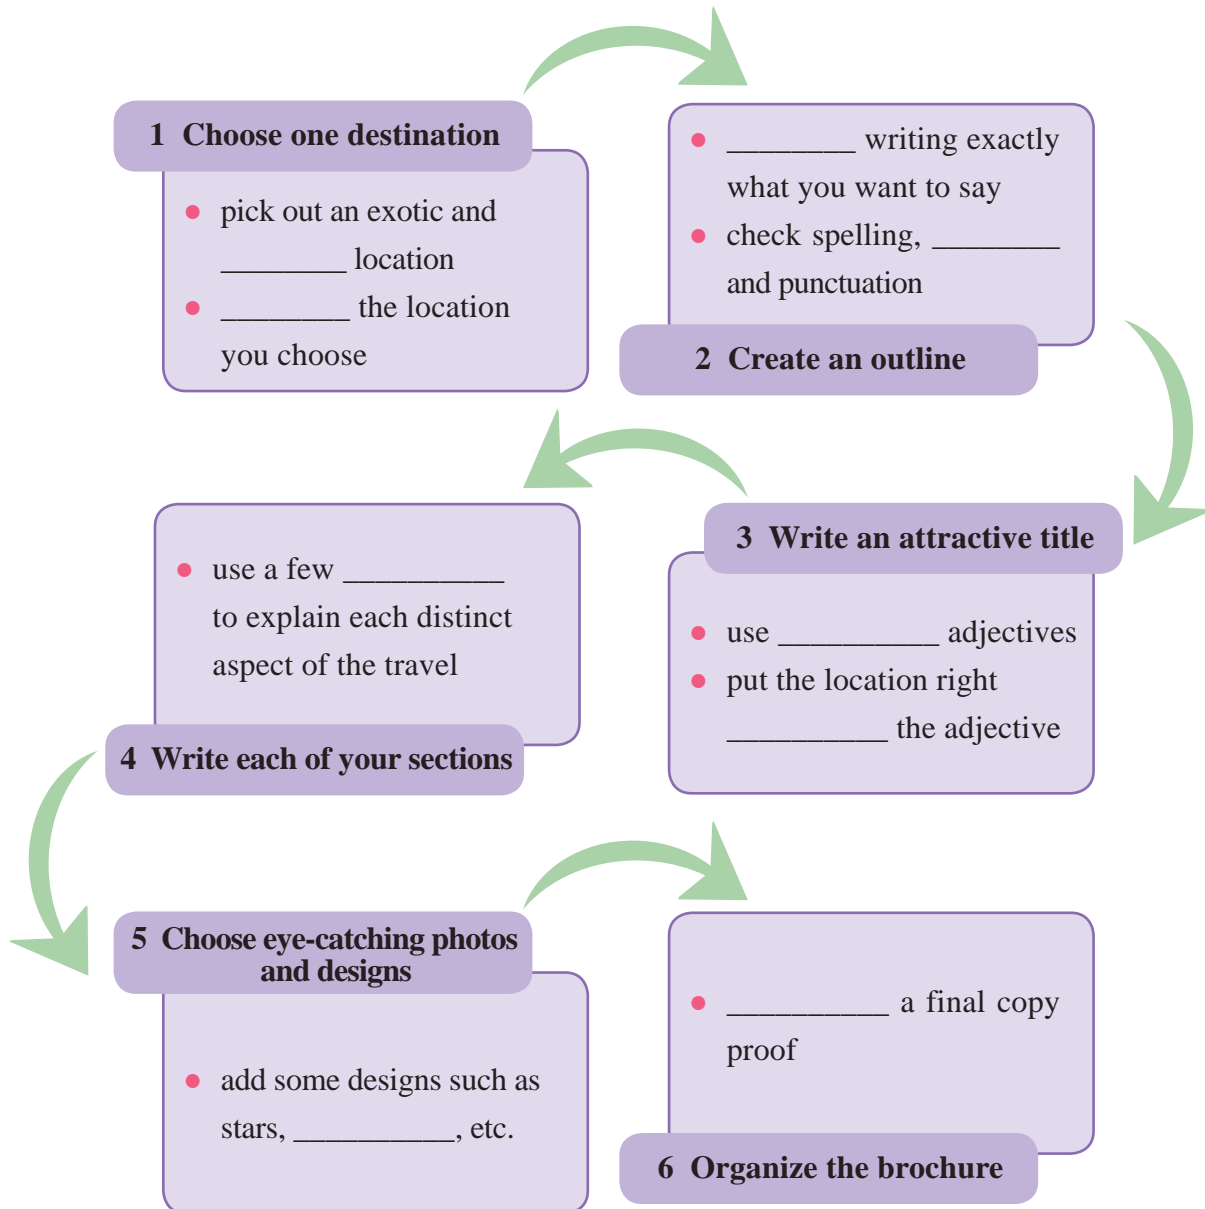 1 Choose one destination
● pick out an exotic and
________ location
● ________ the location
you choose
● ________ writing exactly
what you want to say
● check spelling, ________
and punctuation
2 Create an outline
3 Write an attractive title
● use __________ adjectives
● put the location right
__________ the adjective
● use a few __________
to explain each distinct
aspect of the travel
4 Write each of your sections
5 Choose eye-catching photos
and designs
● add some designs such as
stars, __________, etc.
● __________ a final copy
proof
6 Organize the brochure